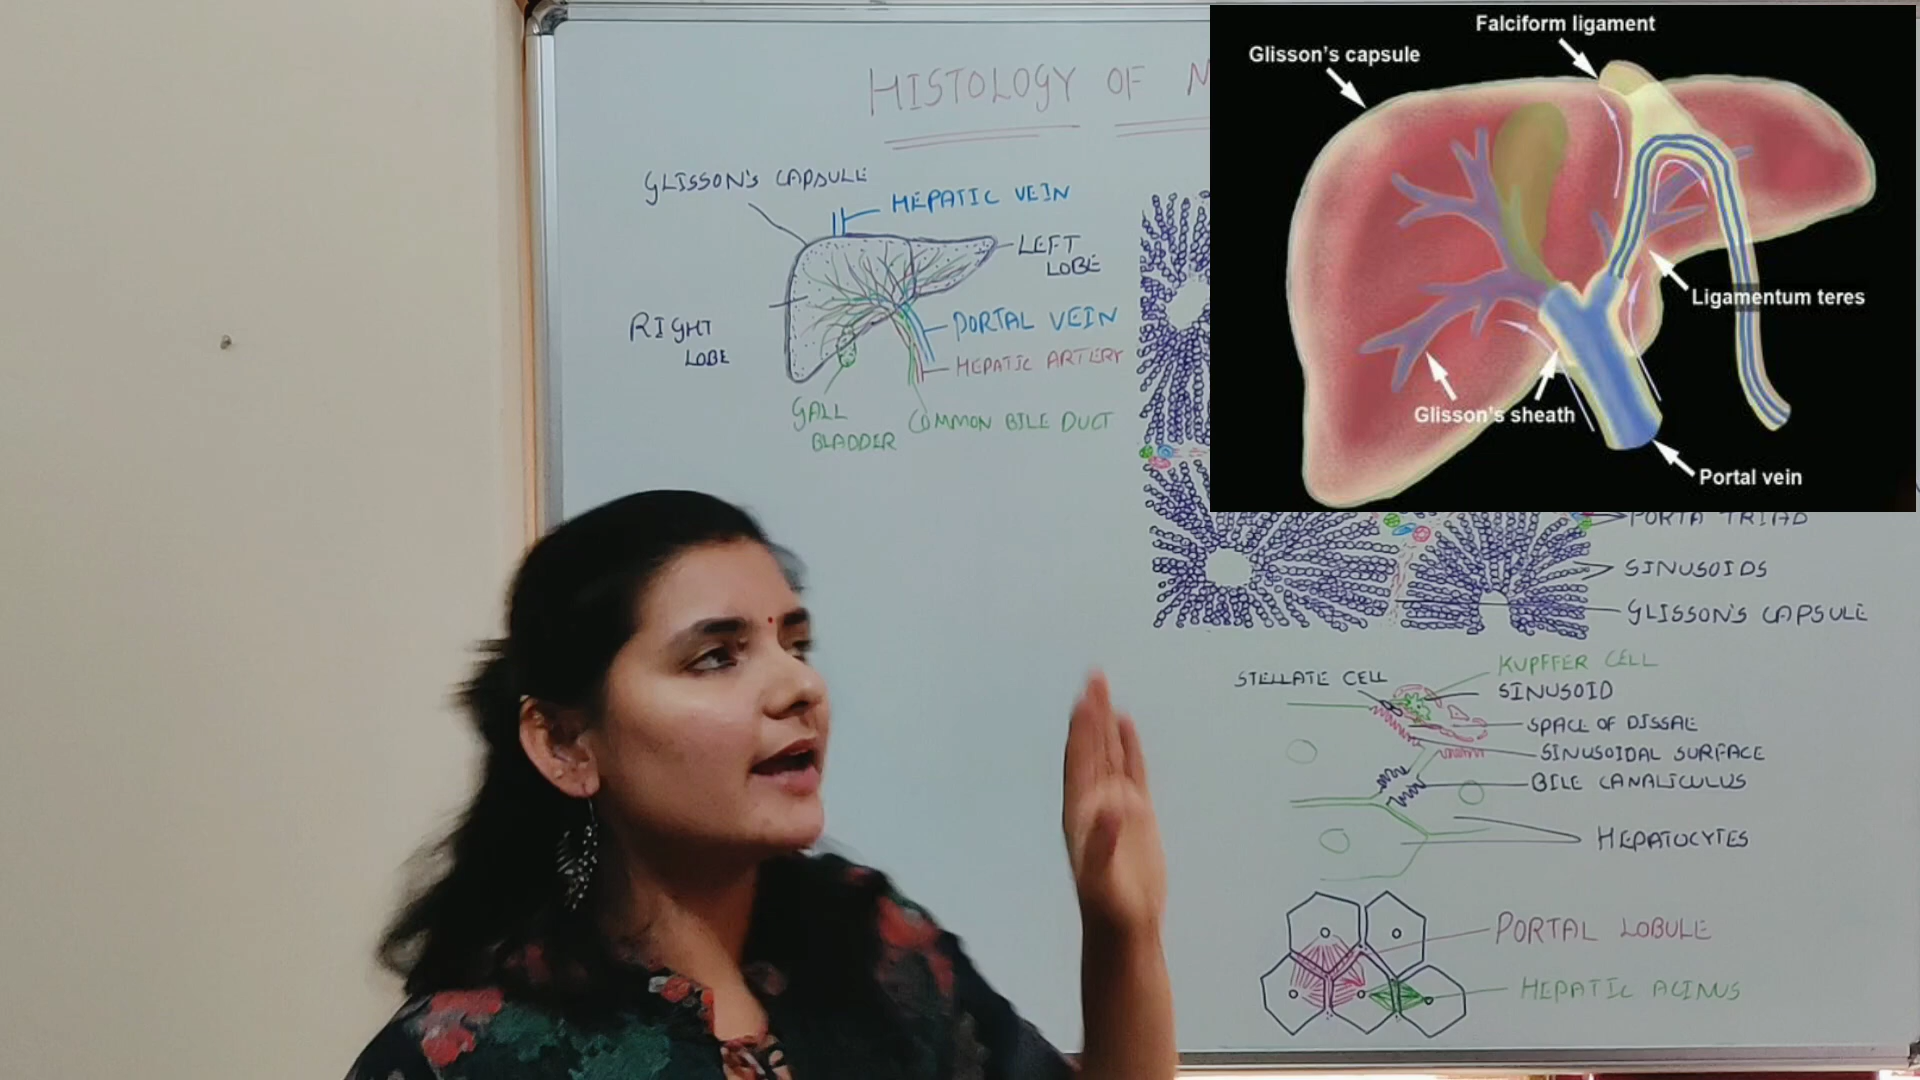 HISTOLOGY OF
GLISSON'S CAPSULE
HEPATIC VEIN
LEFT
LOBE
RIGHT
LOBE
PORTAL VEIN
HEPATIC ARTERY
GALL
BLADDER
COMMON BILE DUCT
Falciform ligament
Glisson's capsule
Ligamentum teres
Glisson's sheath
Portal vein
PORTA TRIAD
SINUSOIDS
GLISSON'S CAPSULE
STELLATE CELL
KUPFFER CELL
SINUSOID
SPACE OF DISSAE
SINUSOIDAL SURFACE
BILE CANALICULUS
HEPATOCYTES
PORTAL LOBULE
HEPATIC ACINUS